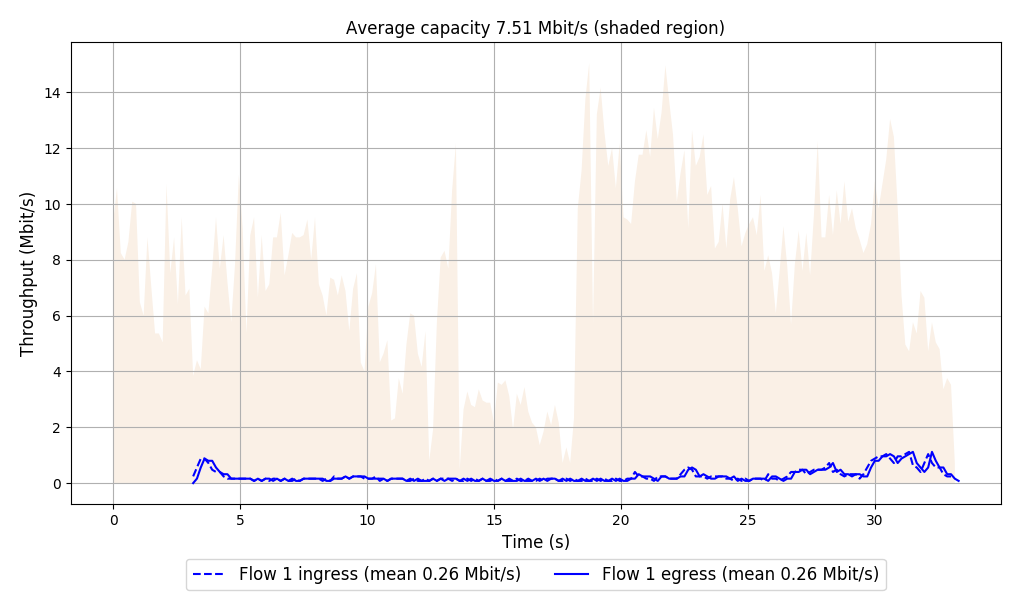 Average capacity 7.51 Mbit/s (shaded region)
Throughput (Mbit/s)
14
12
10
8
6
4
2
0
0 5 10 15 20 25 30
Time (s)
Flow 1 ingress (mean 0.26 Mbit/s) Flow 1 egress (mean 0.26 Mbit/s)